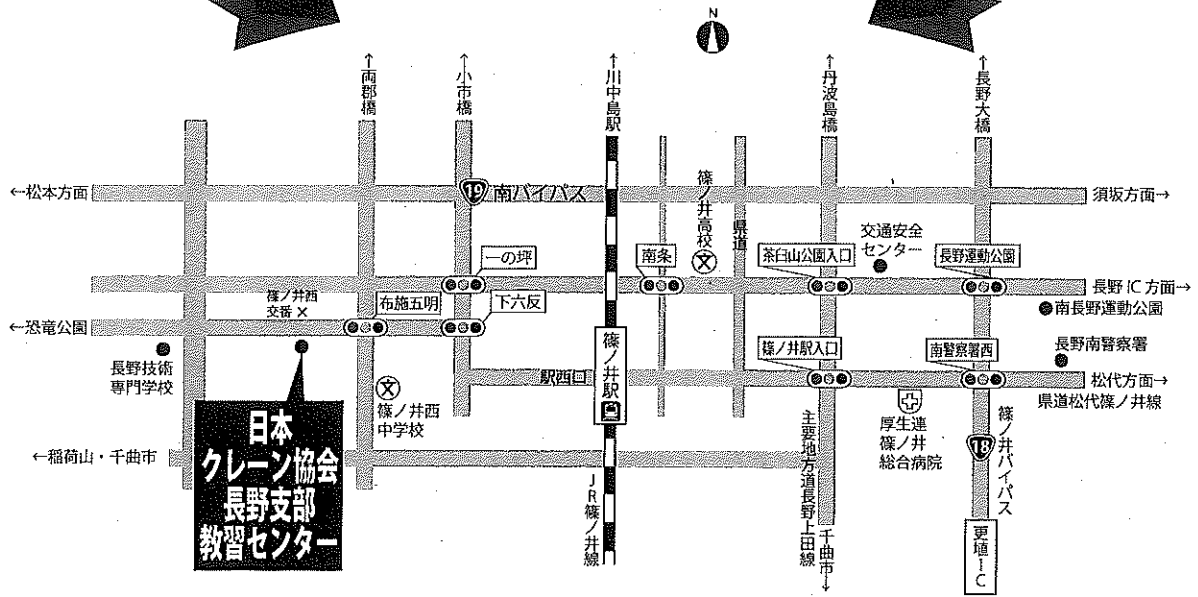 N
↑両郡橋
↑小市橋
↑川中島駅
↑丹波島橋
↑長野大橋
←松本方面
19 南バイパス
篠ノ井高校
文
県道
須坂方面→
一の坪
南条
茶臼山公園入口
交通安全
センター
長野運動公園
長野IC方面→
南長野運動公園
篠ノ井西
交番×
布施五明
下六反
←恐竜公園
長野技術
専門学校
文
篠ノ井西
中学校
駅西口
篠ノ井駅
篠ノ井駅入口
南警察署西
長野南警察署
松代方面→
県道松代篠ノ井線
厚生連
篠ノ井
総合病院
18
篠ノ井バイパス
日本
クレーン協会
長野支部
教習センター
←稲荷山・千曲市
JR篠ノ井線
主要地方道長野上田線
千曲市→
更埴IC